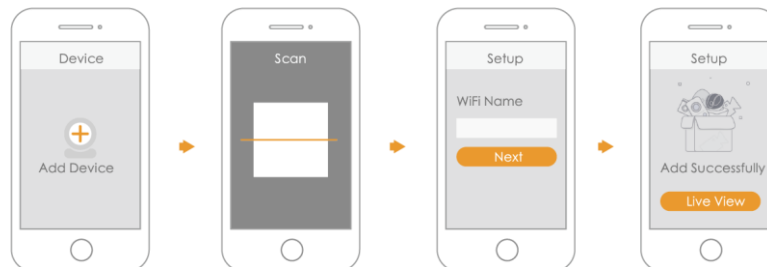 Device
Add Device
Scan
Setup
WiFi Name
Next
Setup
Add Successfully
Live View